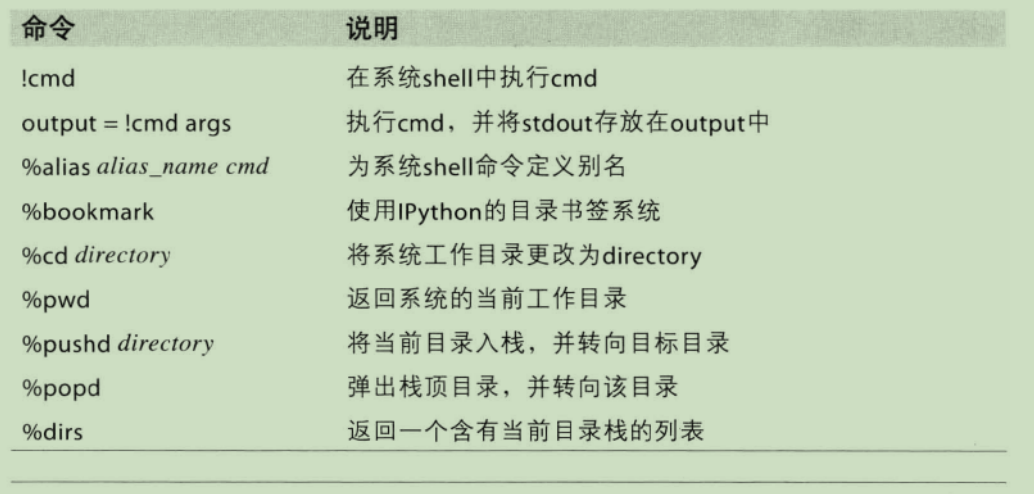 命令 说明
!cmd 在系统shell中执行cmd
output = !cmd args 执行cmd，并将stdout存放在output中
%alias alias_name cmd 为系统shell命令定义别名
%bookmark 使用IPython的目录书签系统
%cd directory 将系统工作目录更改为directory
%pwd 返回系统的当前工作目录
%pushd directory 将当前目录入栈，并转向目标目录
%popd 弹出栈顶目录，并转向该目录
%dirs 返回一个含有当前目录栈的列表